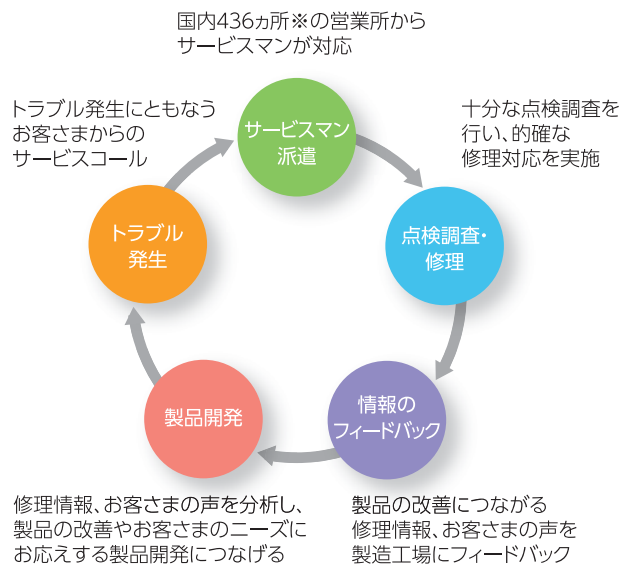 国内436ヵ所※の営業所から
サービスマンが対応
サービスマン
派遣
十分な点検調査を
行い、的確な
修理対応を実施
点検調査・
修理
情報の
フィードバック
製品の改善につながる
修理情報、お客さまの声を
製造工場にフィードバック
製品開発
修理情報、お客さまの声を分析し、
製品の改善やお客さまのニーズに
お応えする製品開発につなげる
トラブル
発生
トラブル発生にともなう
お客さまからの
サービスコール